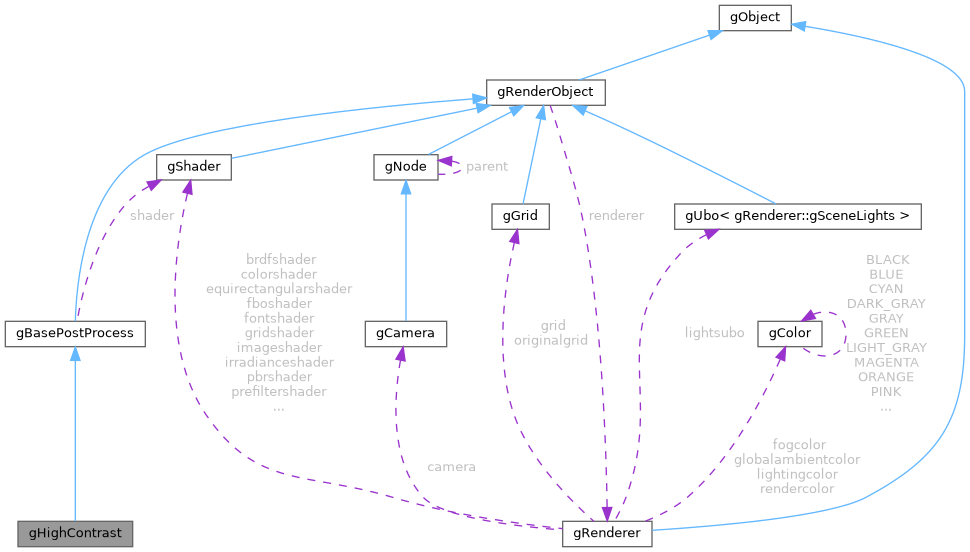 gObject
gRenderObject
gShader
gNode
parent
shader
gGrid
renderer
gUbo< gRenderer::gSceneLights >
brdfshader
colorshader
equirectangularshader
fboshader
fontshader
gridshader
imageshader
irradianceshader
pbrshader
prefiltershader
...
BLACK
BLUE
CYAN
DARK_GRAY
GRAY
GREEN
LIGHT_GRAY
MAGENTA
ORANGE
PINK
...
gBasePostProcess
gCamera
grid
originalgrid
lightsubo
gColor
camera
fogcolor
globalambientcolor
lightingcolor
rendercolor
gHighContrast
gRenderer